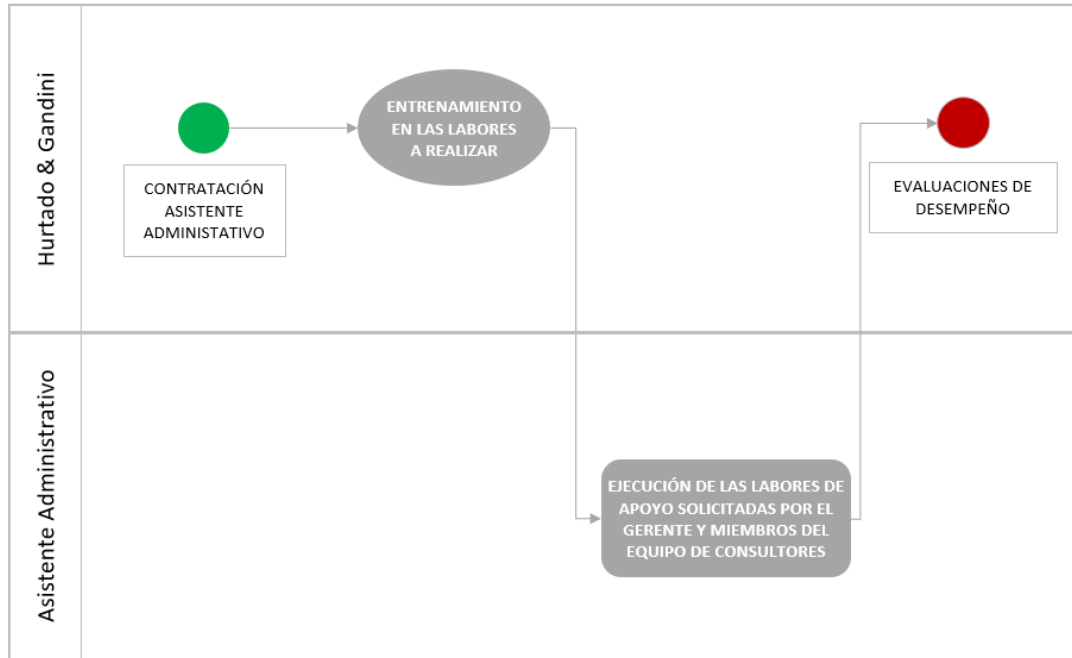 Hurtado & Gandini
CONTRATACIÓN
ASISTENTE
ADMINISTATIVO
ENTRENAMIENTO
EN LAS LABORES
A REALIZAR
EVALUACIONES DE
DESEMPEÑO
Asistente Administrativo
EJECUCIÓN DE LAS LABORES DE
APOYO SOLICITADAS POR EL
GERENTE Y MIEMBROS DEL
EQUIPO DE CONSULTORES